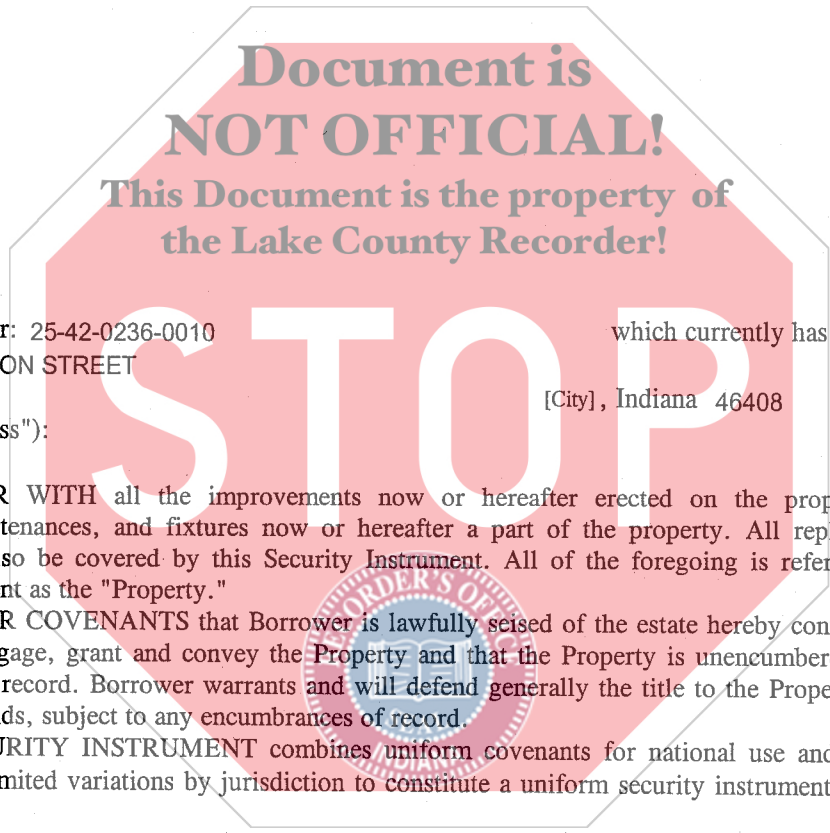 Document is
NOT OFFICIAL!
This Document is the property of
the Lake County Recorder!
STOP
r: 25-42-0236-0010 which currently has
ON STREET
[City], Indiana 46408
ss"):
R WITH all the improvements now or hereafter erected on the prop
tenances, and fixtures now or hereafter a part of the property. All rep
so be covered by this Security Instrument. All of the foregoing is refer
nt as the "Property."
R COVENANTS that Borrower is lawfully seised of the estate hereby con
gage, grant and convey the Property and that the Property is unencumber
record. Borrower warrants and will defend generally the title to the Prope
ds, subject to any encumbrances of record.
URITY INSTRUMENT combines uniform covenants for national use and
mited variations by jurisdiction to constitute a uniform security instrument
RECORDER'S OFFICE
INDIANA